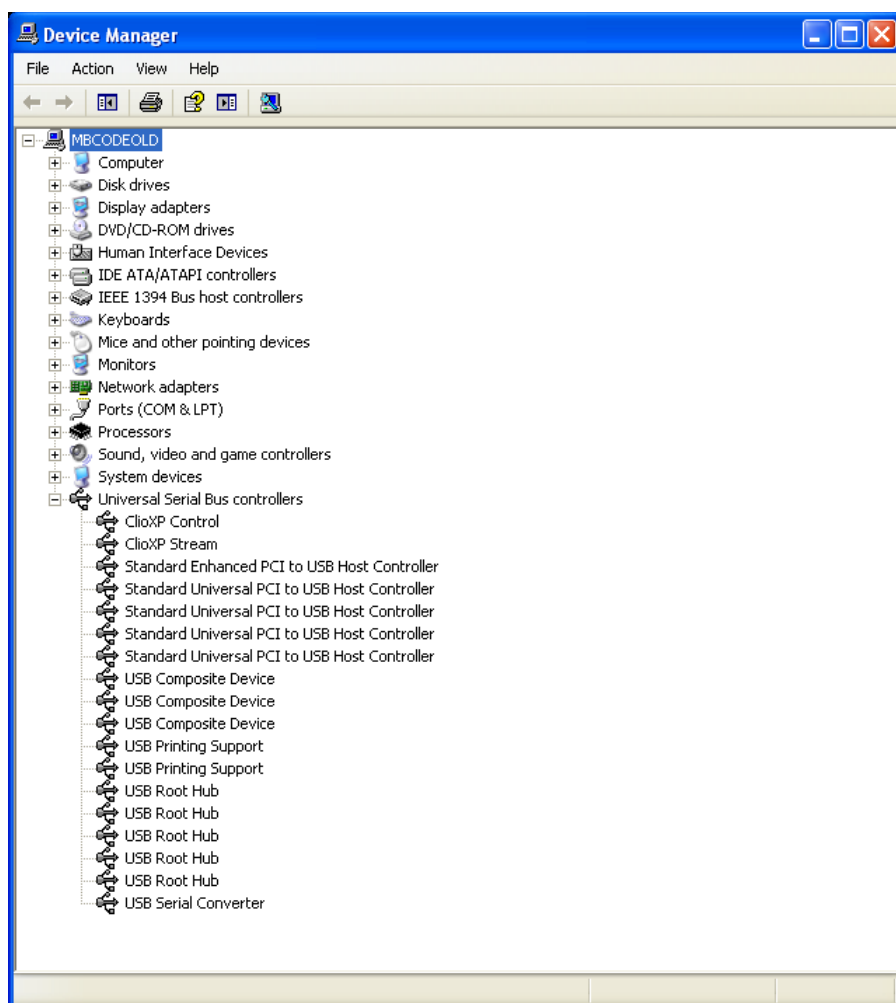 Device Manager
File Action View Help
MBCODEOLD
Computer
Disk drives
Display adapters
DVD/CD-ROM drives
Human Interface Devices
IDE ATA/ATAPI controllers
IEEE 1394 Bus host controllers
Keyboards
Mice and other pointing devices
Monitors
Network adapters
Ports (COM & LPT)
Processors
Sound, video and game controllers
System devices
Universal Serial Bus controllers
ClioXP Control
ClioXP Stream
Standard Enhanced PCI to USB Host Controller
Standard Universal PCI to USB Host Controller
Standard Universal PCI to USB Host Controller
Standard Universal PCI to USB Host Controller
Standard Universal PCI to USB Host Controller
USB Composite Device
USB Composite Device
USB Composite Device
USB Printing Support
USB Printing Support
USB Root Hub
USB Root Hub
USB Root Hub
USB Root Hub
USB Root Hub
USB Serial Converter